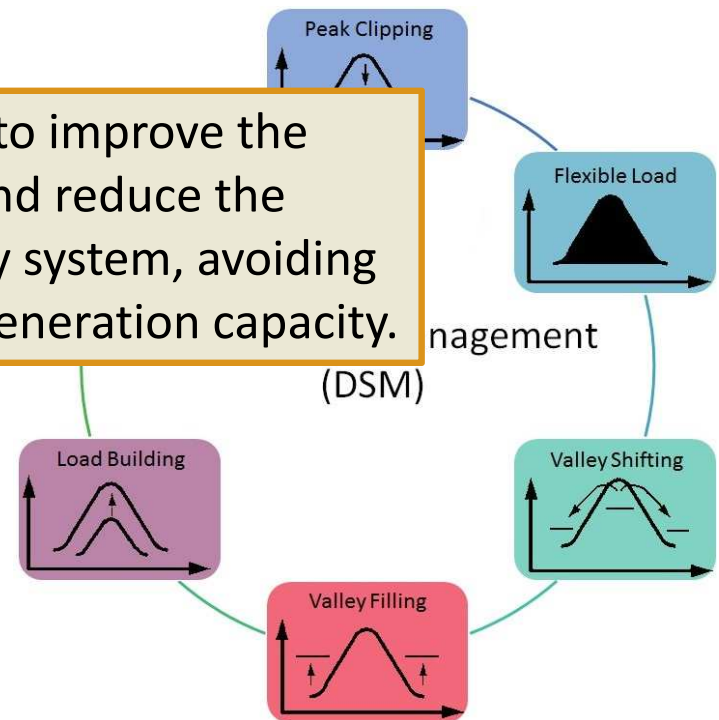 Peak Clipping
to improve the
nd reduce the
y system, avoiding
eneration capacity.
Flexible Load
nagement
(DSM)
Load Building
Valley Shifting
Valley Filling